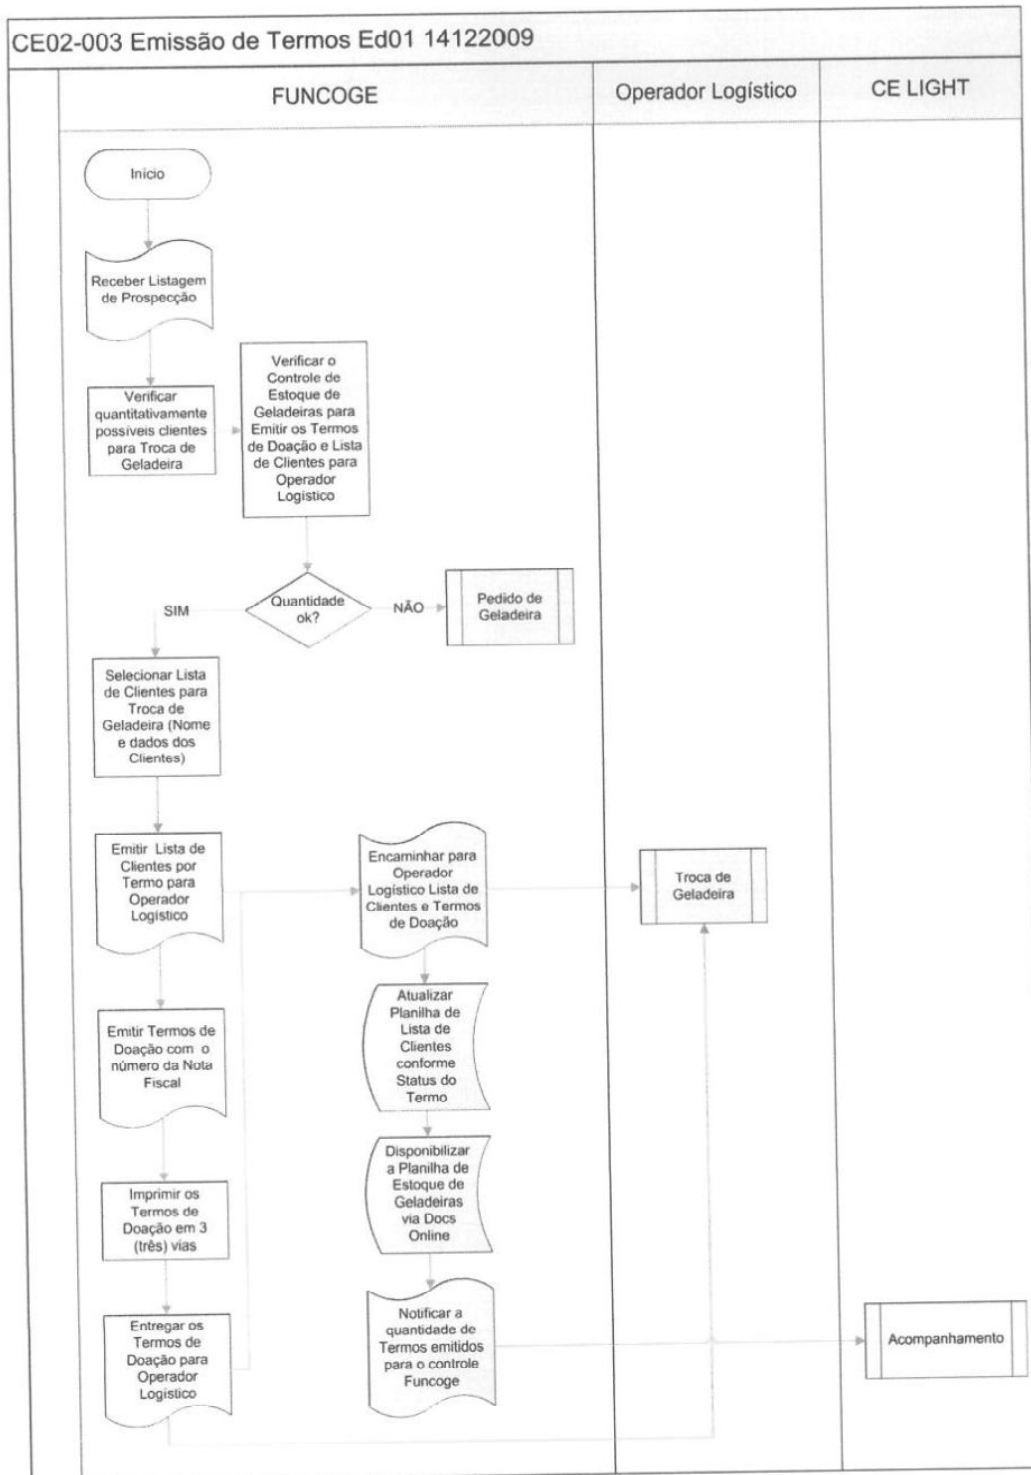 CE02-003 Emissão de Termos Ed01 14122009
FUNCOGE
Operador Logístico
CE LIGHT
Início
Receber Listagem
de Prospecção
Verificar
quantitativamente
possíveis clientes
para Troca de
Geladeira
Verificar o
Controle de
Estoque de
Geladeiras para
Emitir os Termos
de Doação e Lista
de Clientes para
Operador
Logístico
Quantidade
ok?
SIM
NÃO
Pedido de
Geladeira
Selecionar Lista
de Clientes para
Troca de
Geladeira (Nome
e dados dos
Clientes)
Emitir Lista de
Clientes por
Termo para
Operador
Logístico
Encaminhar para
Operador
Logístico Lista de
Clientes e Termos
de Doação
Troca de
Geladeira
Emitir Termos de
Doação com o
número da Nota
Fiscal
Atualizar
Planilha de
Lista de
Clientes
conforme
Status do
Termo
Imprimir os
Termos de
Doação em 3
(três) vias
Disponibilizar
a Planilha de
Estoque de
Geladeiras
via Docs
Online
Entregar os
Termos de
Doação para
Operador
Logístico
Notificar a
quantidade de
Termos emitidos
para o controle
Funcoge
Acompanhamento